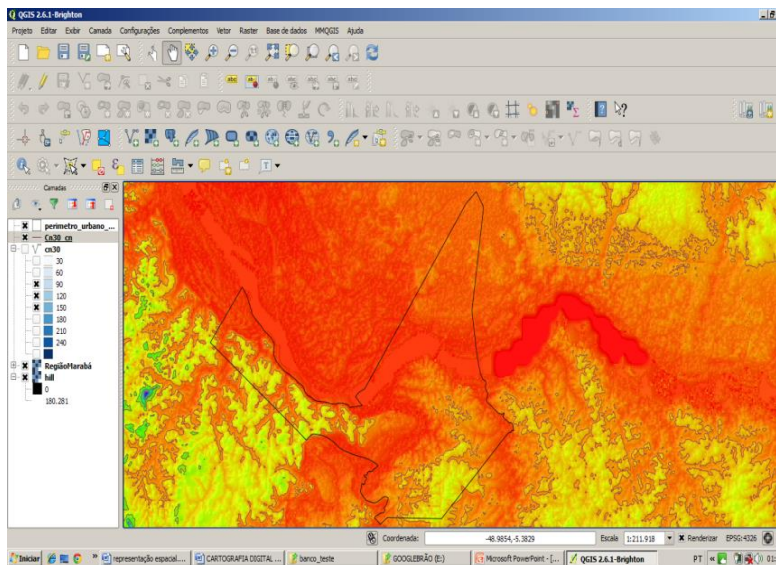 QGIS 2.6.1-Brighton
Projeto Editar Exibir Camada Configurações Complementos Vetor Raster Base de dados MMQGIS Ajuda
Camadas
perimetro_urbano_...
Cn30_cn
cn30
30
60
90
120
150
180
210
240
RegiãoMarabá
hill
0
180.281
Coordenada: -48.9854,-5.3829 Escala 1:211.918 Renderizar EPSG:4326
Iniciar representação espacial.... CARTOGRAFIA DIGITAL ... banco_teste GOOGLEBRÃO (E:) Microsoft PowerPoint - [... QGIS 2.6.1-Brighton PT